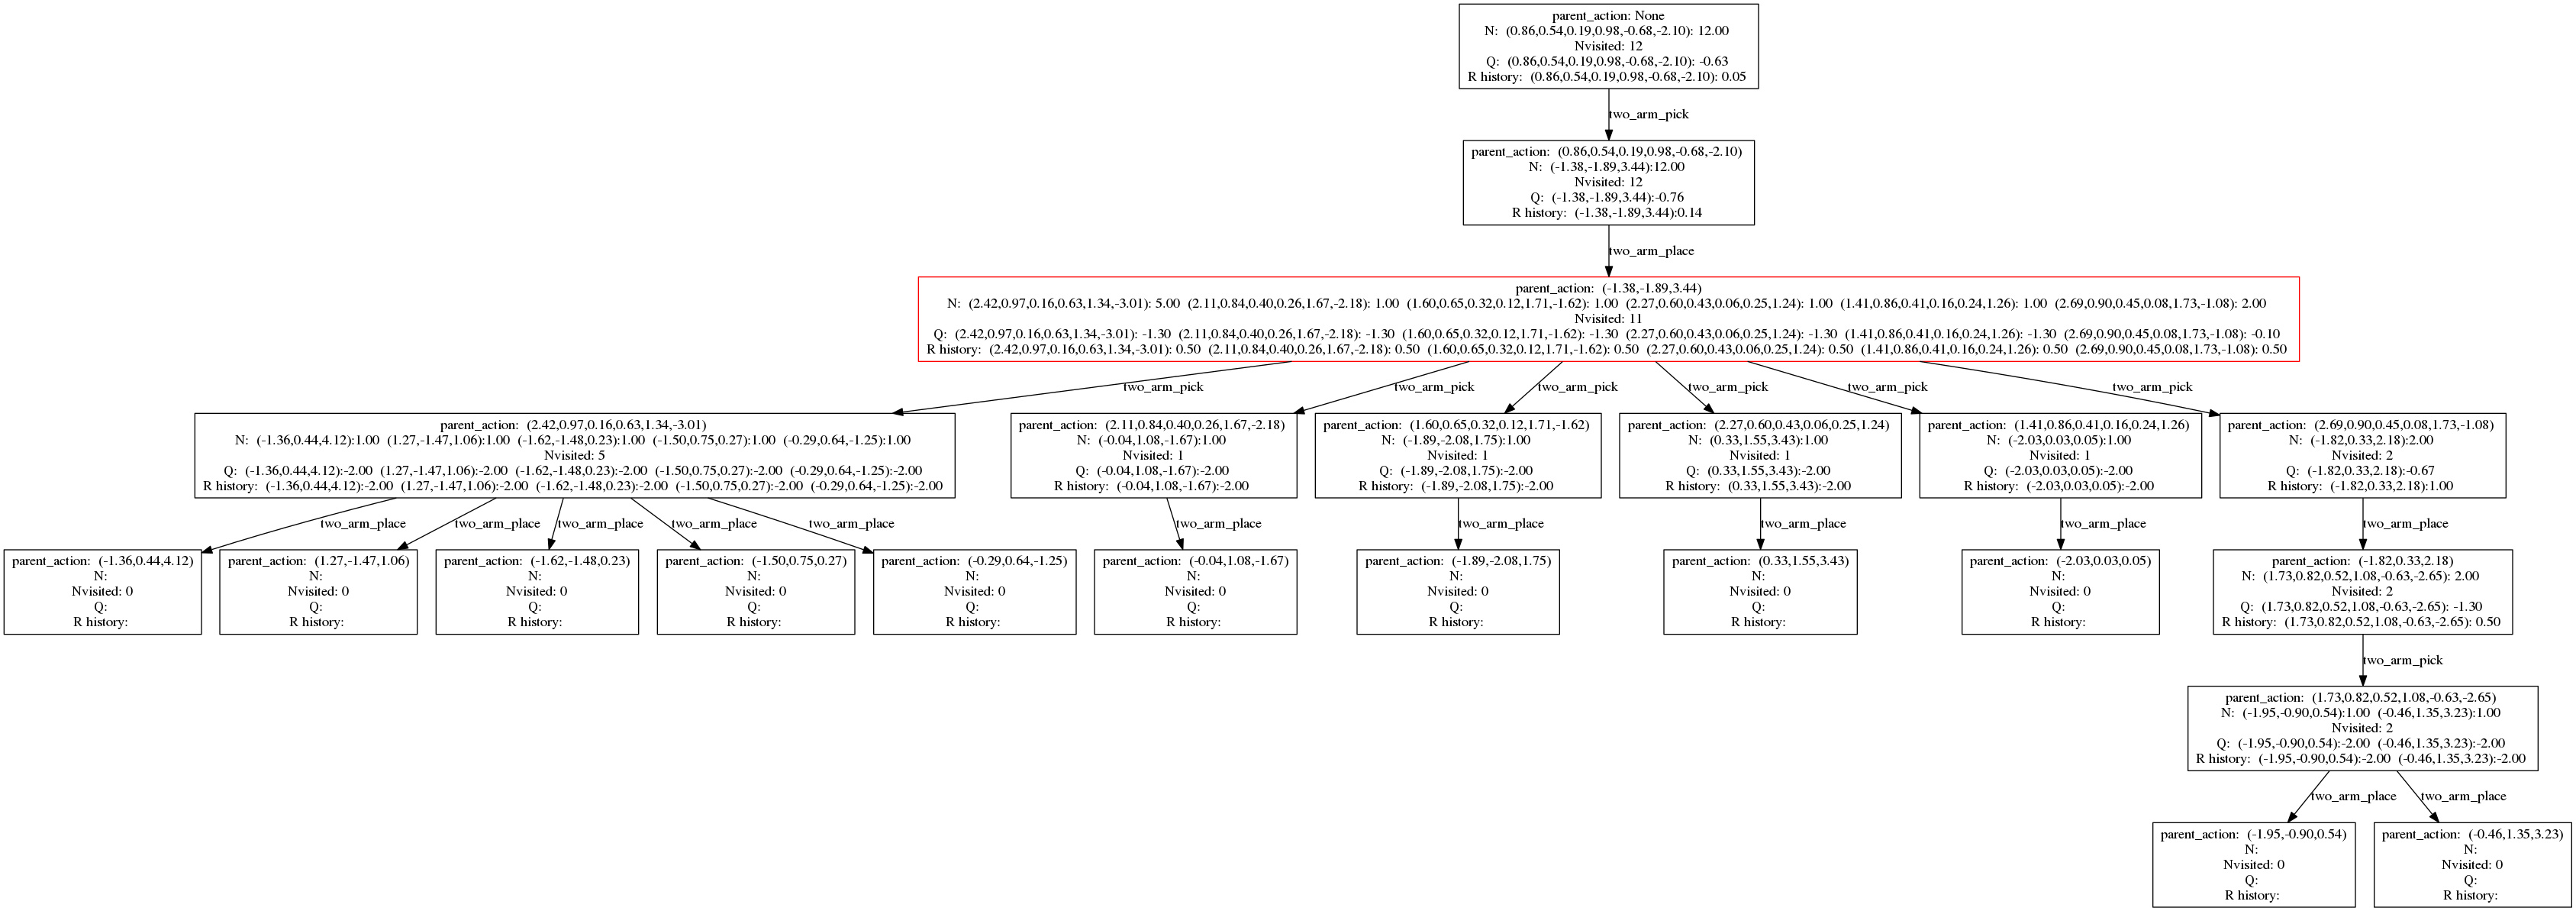 parent_action: None
N: (0.86,0.54,0.19,0.98,-0.68,-2.10): 12.00
Nvisited: 12
Q: (0.86,0.54,0.19,0.98,-0.68,-2.10): -0.63
R history: (0.86,0.54,0.19,0.98,-0.68,-2.10): 0.05
two_arm_pick
parent_action: (0.86,0.54,0.19,0.98,-0.68,-2.10)
N: (-1.38,-1.89,3.44):12.00
Nvisited: 12
Q: (-1.38,-1.89,3.44):-0.76
R history: (-1.38,-1.89,3.44):0.14
two_arm_place
parent_action: (-1.38,-1.89,3.44)
N: (2.42,0.97,0.16,0.63,1.34,-3.01): 5.00 (2.11,0.84,0.40,0.26,1.67,-2.18): 1.00 (1.60,0.65,0.32,0.12,1.71,-1.62): 1.00 (2.27,0.60,0.43,0.06,0.25,1.24): 1.00 (1.41,0.86,0.41,0.16,0.24,1.26): 1.00 (2.69,0.90,0.45,0.08,1.73,-1.08): 2.00
Nvisited: 11
Q: (2.42,0.97,0.16,0.63,1.34,-3.01): -1.30 (2.11,0.84,0.40,0.26,1.67,-2.18): -1.30 (1.60,0.65,0.32,0.12,1.71,-1.62): -1.30 (2.27,0.60,0.43,0.06,0.25,1.24): -1.30 (1.41,0.86,0.41,0.16,0.24,1.26): -1.30 (2.69,0.90,0.45,0.08,1.73,-1.08): -0.10
R history: (2.42,0.97,0.16,0.63,1.34,-3.01): 0.50 (2.11,0.84,0.40,0.26,1.67,-2.18): 0.50 (1.60,0.65,0.32,0.12,1.71,-1.62): 0.50 (2.27,0.60,0.43,0.06,0.25,1.24): 0.50 (1.41,0.86,0.41,0.16,0.24,1.26): 0.50 (2.69,0.90,0.45,0.08,1.73,-1.08): 0.50
two_arm_pick
two_arm_pick
two_arm_pick
two_arm_pick
two_arm_pick
two_arm_pick
parent_action: (2.42,0.97,0.16,0.63,1.34,-3.01)
N: (-1.36,0.44,4.12):1.00 (1.27,-1.47,1.06):1.00 (-1.62,-1.48,0.23):1.00 (-1.50,0.75,0.27):1.00 (-0.29,0.64,-1.25):1.00
Nvisited: 5
Q: (-1.36,0.44,4.12):-2.00 (1.27,-1.47,1.06):-2.00 (-1.62,-1.48,0.23):-2.00 (-1.50,0.75,0.27):-2.00 (-0.29,0.64,-1.25):-2.00
R history: (-1.36,0.44,4.12):-2.00 (1.27,-1.47,1.06):-2.00 (-1.62,-1.48,0.23):-2.00 (-1.50,0.75,0.27):-2.00 (-0.29,0.64,-1.25):-2.00
parent_action: (2.11,0.84,0.40,0.26,1.67,-2.18)
N: (-0.04,1.08,-1.67):1.00
Nvisited: 1
Q: (-0.04,1.08,-1.67):-2.00
R history: (-0.04,1.08,-1.67):-2.00
parent_action: (1.60,0.65,0.32,0.12,1.71,-1.62)
N: (-1.89,-2.08,1.75):1.00
Nvisited: 1
Q: (-1.89,-2.08,1.75):-2.00
R history: (-1.89,-2.08,1.75):-2.00
parent_action: (2.27,0.60,0.43,0.06,0.25,1.24)
N: (0.33,1.55,3.43):1.00
Nvisited: 1
Q: (0.33,1.55,3.43):-2.00
R history: (0.33,1.55,3.43):-2.00
parent_action: (1.41,0.86,0.41,0.16,0.24,1.26)
N: (-2.03,0.03,0.05):1.00
Nvisited: 1
Q: (-2.03,0.03,0.05):-2.00
R history: (-2.03,0.03,0.05):-2.00
parent_action: (2.69,0.90,0.45,0.08,1.73,-1.08)
N: (-1.82,0.33,2.18):2.00
Nvisited: 2
Q: (-1.82,0.33,2.18):-0.67
R history: (-1.82,0.33,2.18):1.00
two_arm_place
two_arm_place
two_arm_place
two_arm_place
two_arm_place
two_arm_place
two_arm_place
two_arm_place
two_arm_place
two_arm_place
parent_action: (-1.36,0.44,4.12)
N:
Nvisited: 0
Q:
R history:
parent_action: (1.27,-1.47,1.06)
N:
Nvisited: 0
Q:
R history:
parent_action: (-1.62,-1.48,0.23)
N:
Nvisited: 0
Q:
R history:
parent_action: (-1.50,0.75,0.27)
N:
Nvisited: 0
Q:
R history:
parent_action: (-0.29,0.64,-1.25)
N:
Nvisited: 0
Q:
R history:
parent_action: (-0.04,1.08,-1.67)
N:
Nvisited: 0
Q:
R history:
parent_action: (-1.89,-2.08,1.75)
N:
Nvisited: 0
Q:
R history:
parent_action: (0.33,1.55,3.43)
N:
Nvisited: 0
Q:
R history:
parent_action: (-2.03,0.03,0.05)
N:
Nvisited: 0
Q:
R history:
parent_action: (-1.82,0.33,2.18)
N: (1.73,0.82,0.52,1.08,-0.63,-2.65): 2.00
Nvisited: 2
Q: (1.73,0.82,0.52,1.08,-0.63,-2.65): -1.30
R history: (1.73,0.82,0.52,1.08,-0.63,-2.65): 0.50
two_arm_pick
parent_action: (1.73,0.82,0.52,1.08,-0.63,-2.65)
N: (-1.95,-0.90,0.54):1.00 (-0.46,1.35,3.23):1.00
Nvisited: 2
Q: (-1.95,-0.90,0.54):-2.00 (-0.46,1.35,3.23):-2.00
R history: (-1.95,-0.90,0.54):-2.00 (-0.46,1.35,3.23):-2.00
two_arm_place
two_arm_place
parent_action: (-1.95,-0.90,0.54)
N:
Nvisited: 0
Q:
R history:
parent_action: (-0.46,1.35,3.23)
N:
Nvisited: 0
Q:
R history: